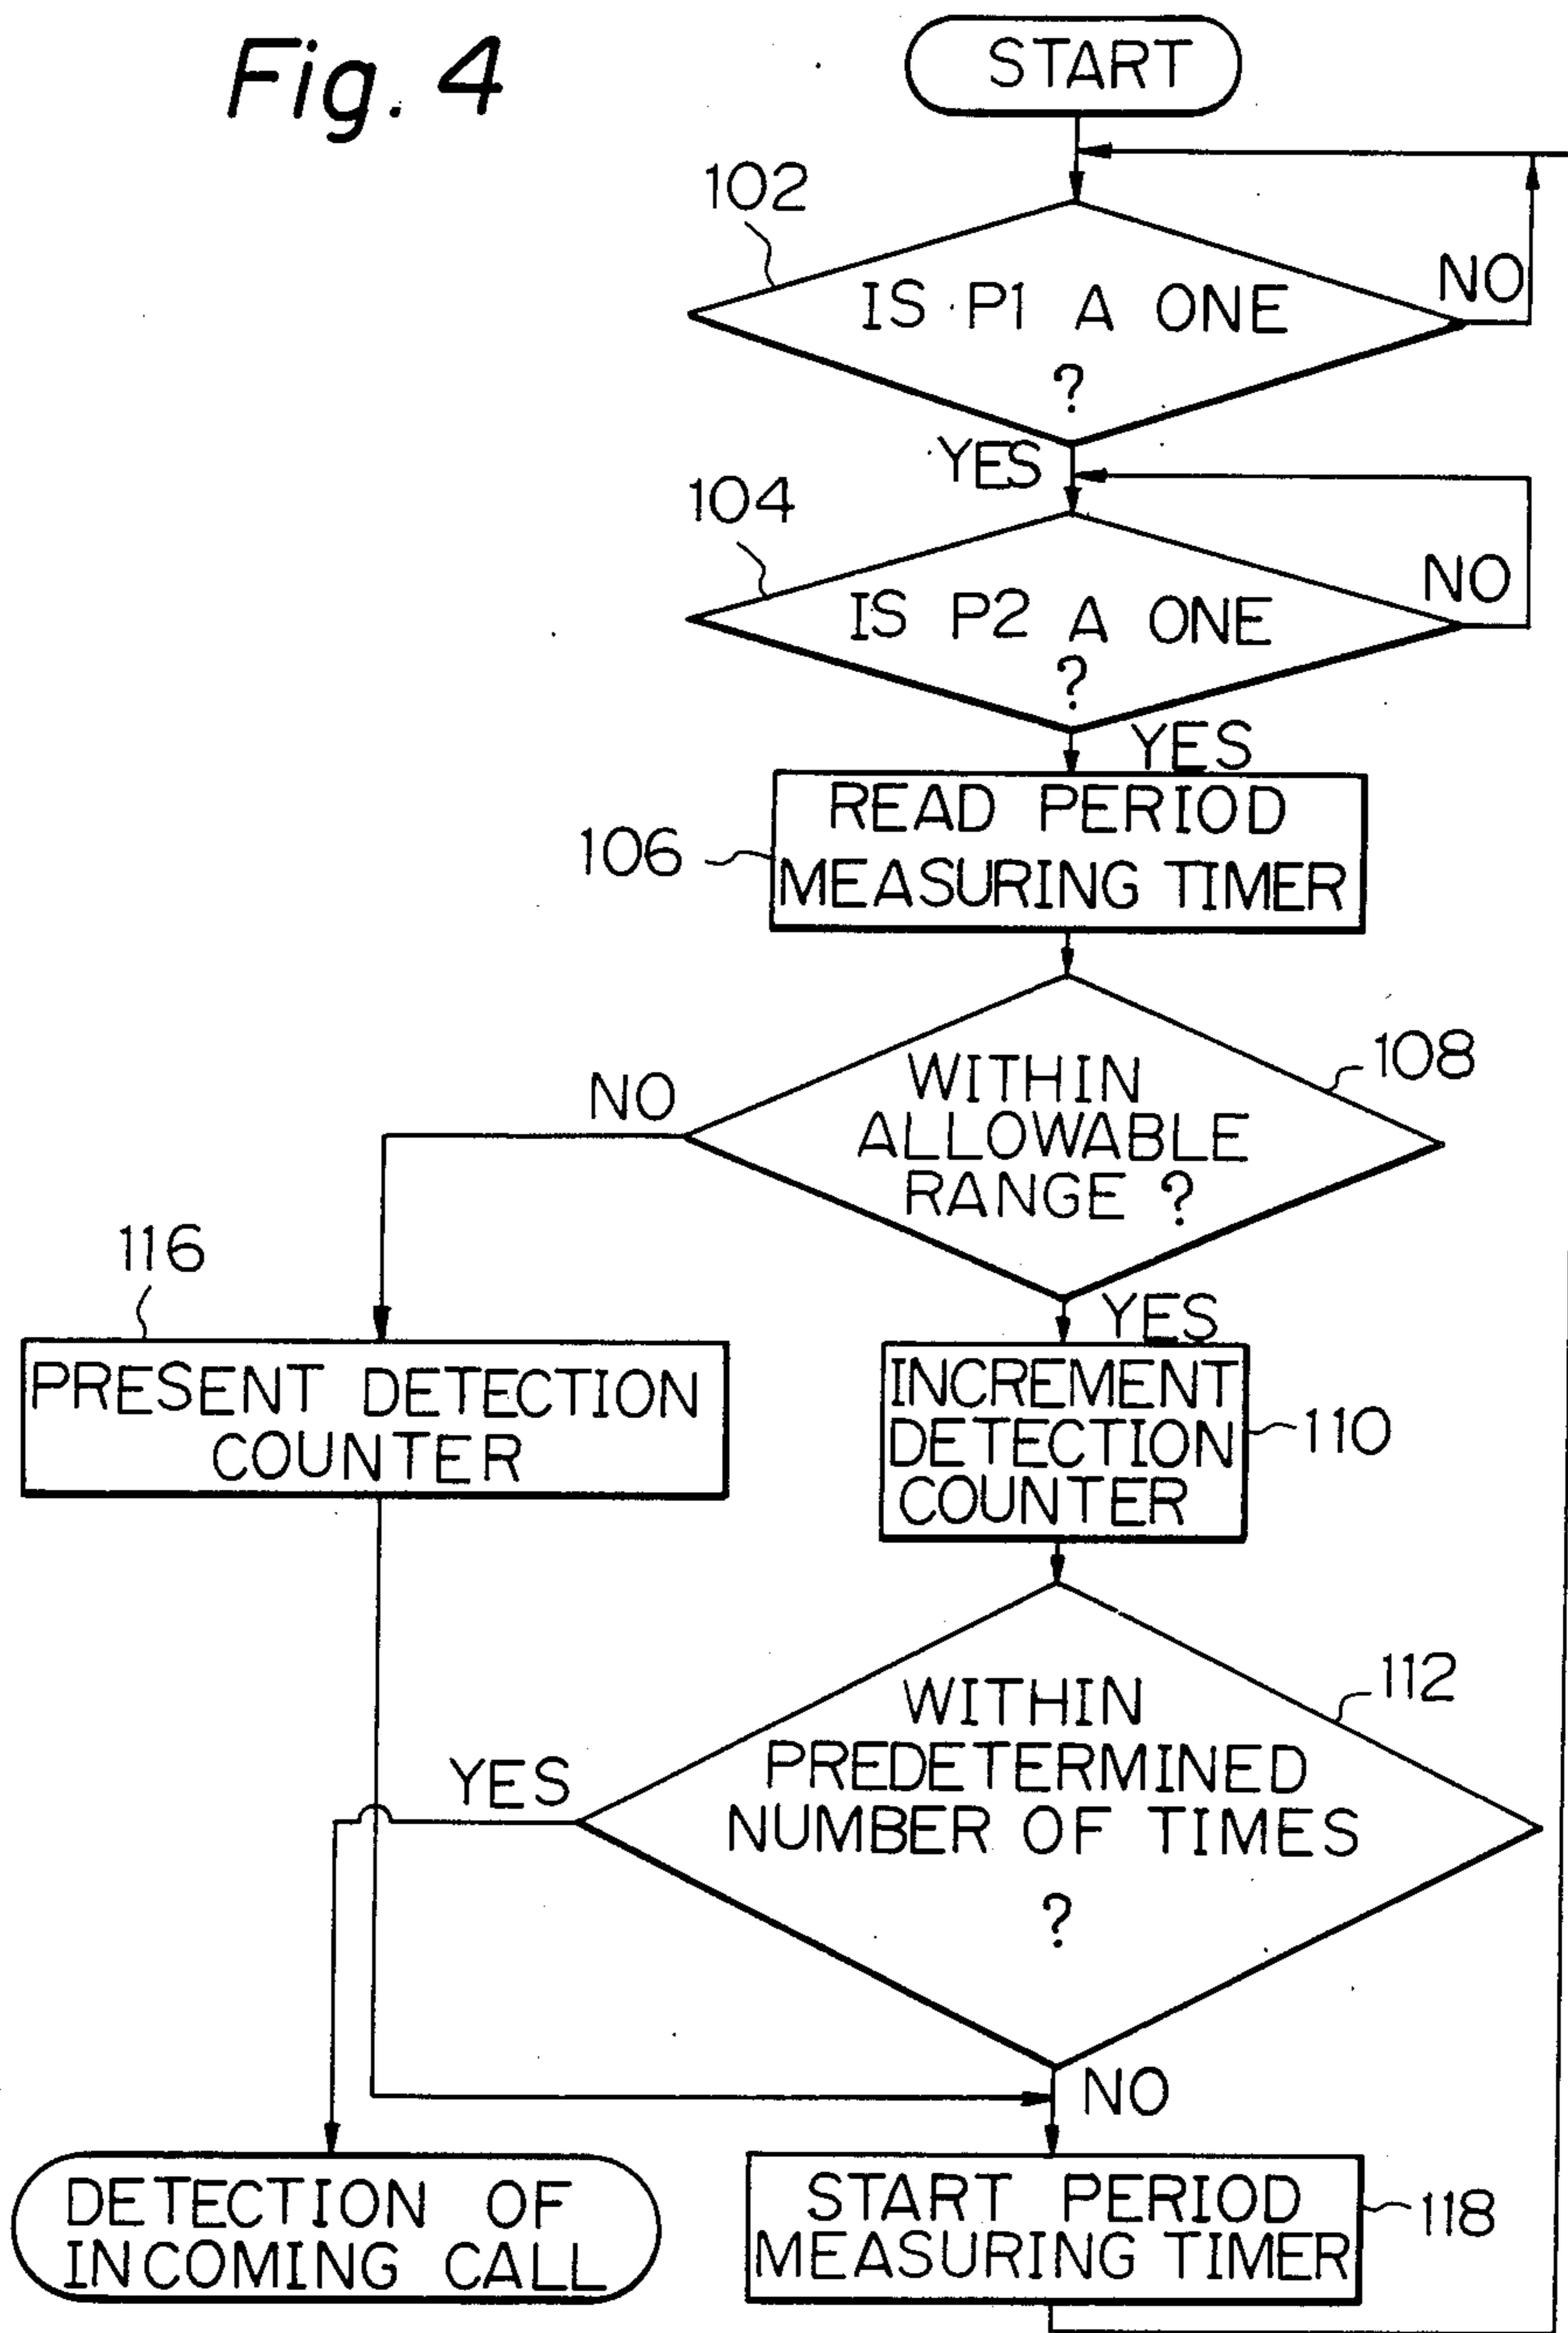 Fig. 4
START
102
IS P1 A ONE
?
NO
YES
104
IS P2 A ONE
?
NO
YES
106
READ PERIOD
MEASURING TIMER
108
WITHIN
ALLOWABLE
RANGE ?
NO
YES
116
PRESENT DETECTION
COUNTER
INCREMENT
DETECTION
COUNTER
110
112
WITHIN
PREDETERMINED
NUMBER OF TIMES
?
YES
NO
DETECTION OF
INCOMING CALL
START PERIOD
MEASURING TIMER
118